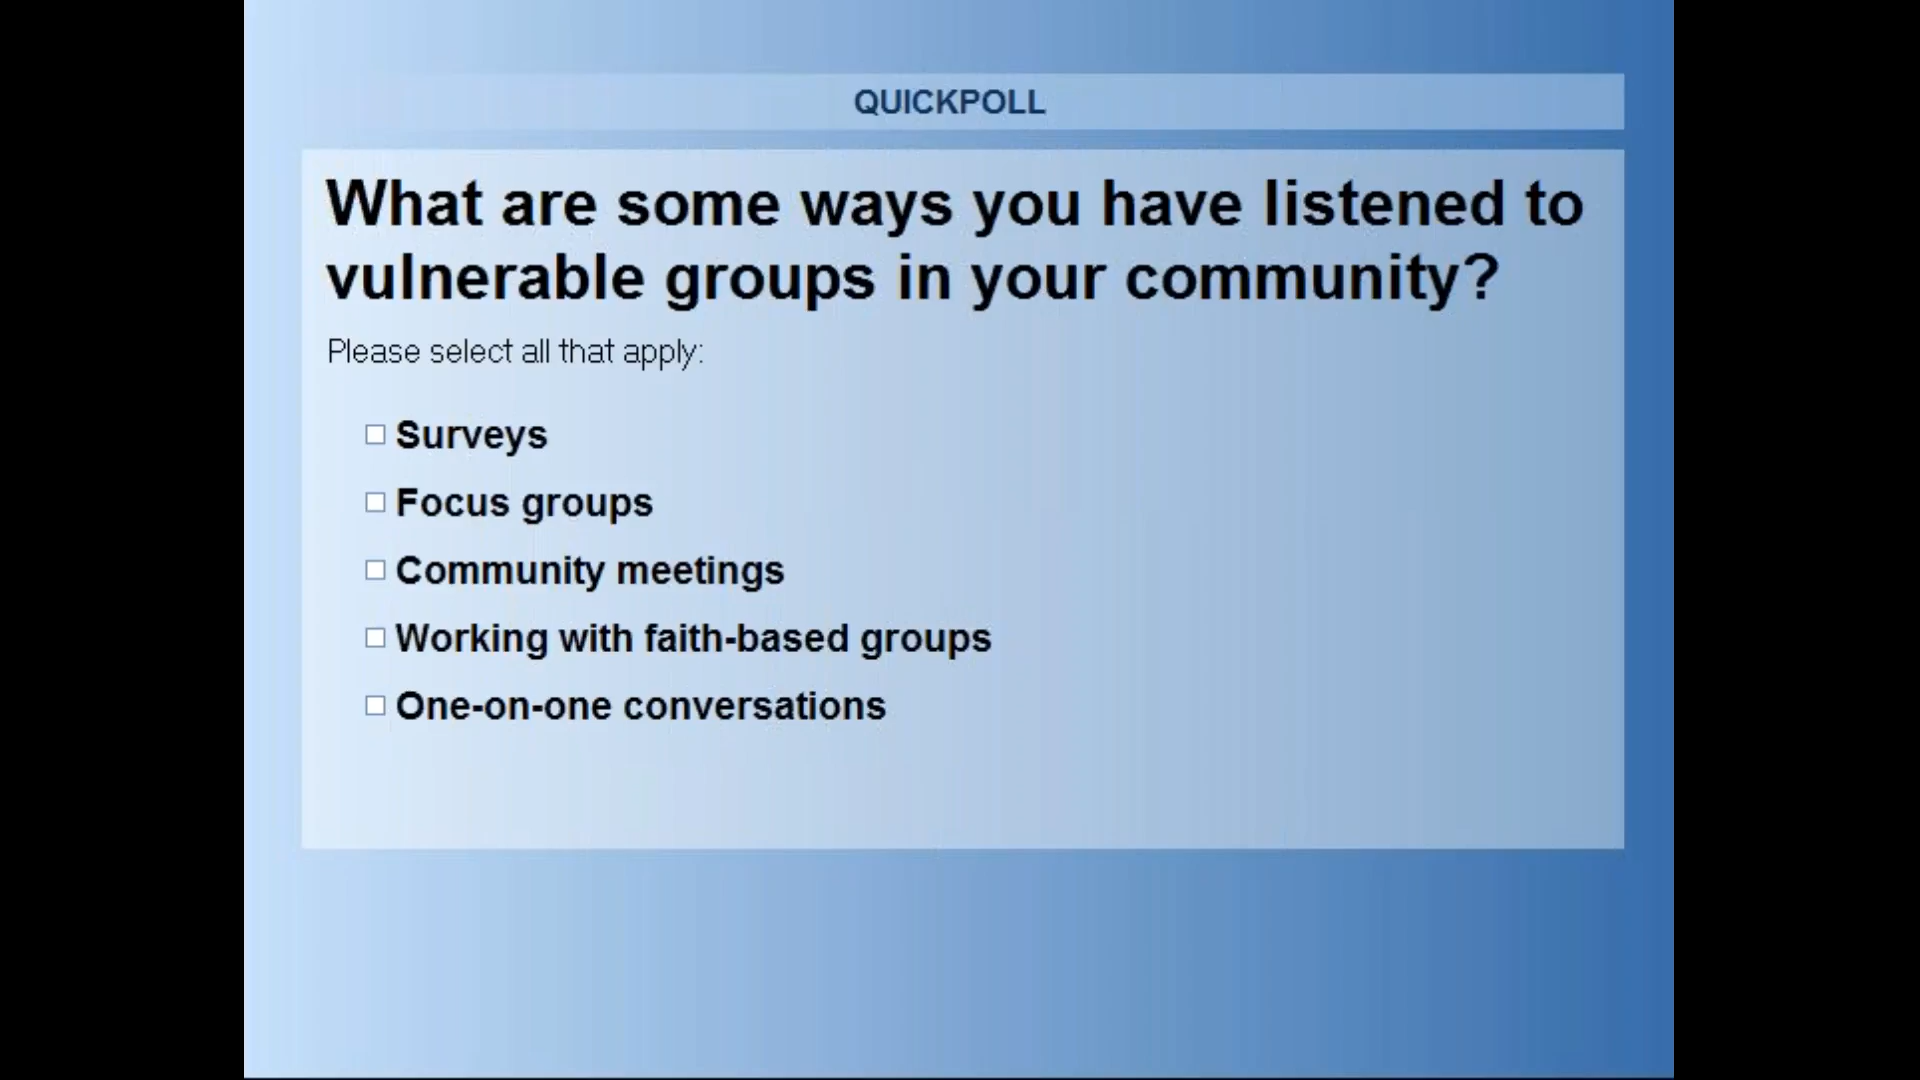 QUICKPOLL
What are some ways you have listened to
vulnerable groups in your community?
Please select all that apply:
Surveys
Focus groups
Community meetings
Working with faith-based groups
One-on-one conversations